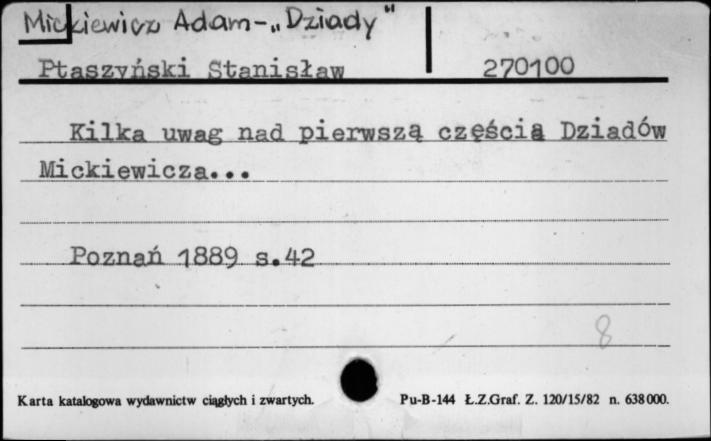 Mickiewicz Adam - „Dziady"
Ptaszyński Stanisław 270100
Kilka uwag nad pierwszą częścią Dziadów
Mickiewicza...
Poznań 1889 s.42
8
Karta katalogowa wydawnictw ciągłych i zwartych. Pu-B-144 Ł.Z.Graf. Z. 120/15/82 n. 638000.